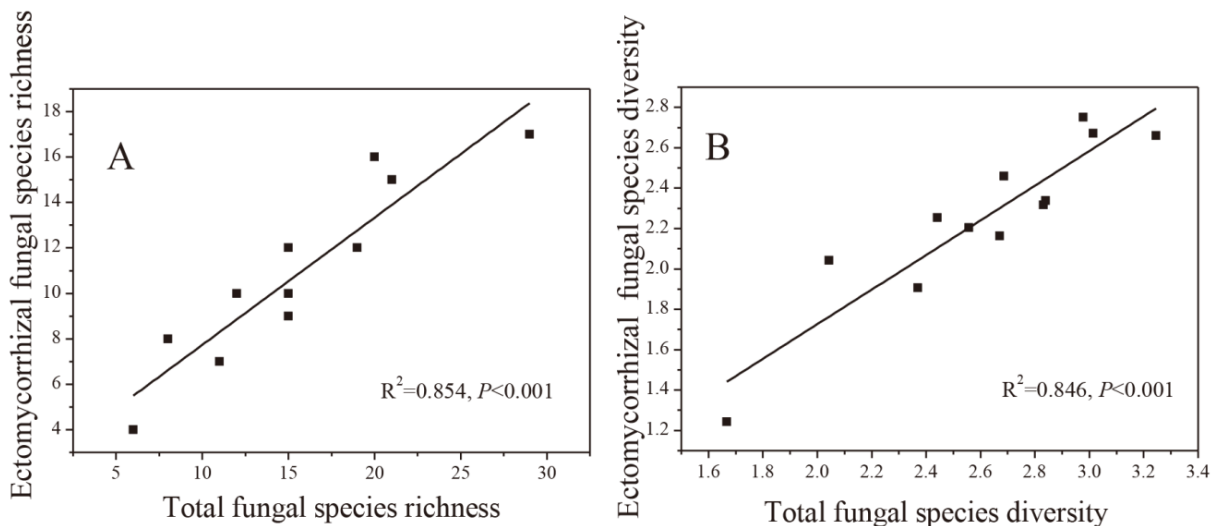 Ectomycorrhizal fungal species richness
A
18
16
14
12
10
8
6
4
R²=0.854, P<0.001
5 10 15 20 25 30
Total fungal species richness
Ectomycorrhizal fungal species diversity
B
2.8
2.6
2.4
2.2
2.0
1.8
1.6
1.4
1.2
R²=0.846, P<0.001
1.6 1.8 2.0 2.2 2.4 2.6 2.8 3.0 3.2 3.4
Total fungal species diversity